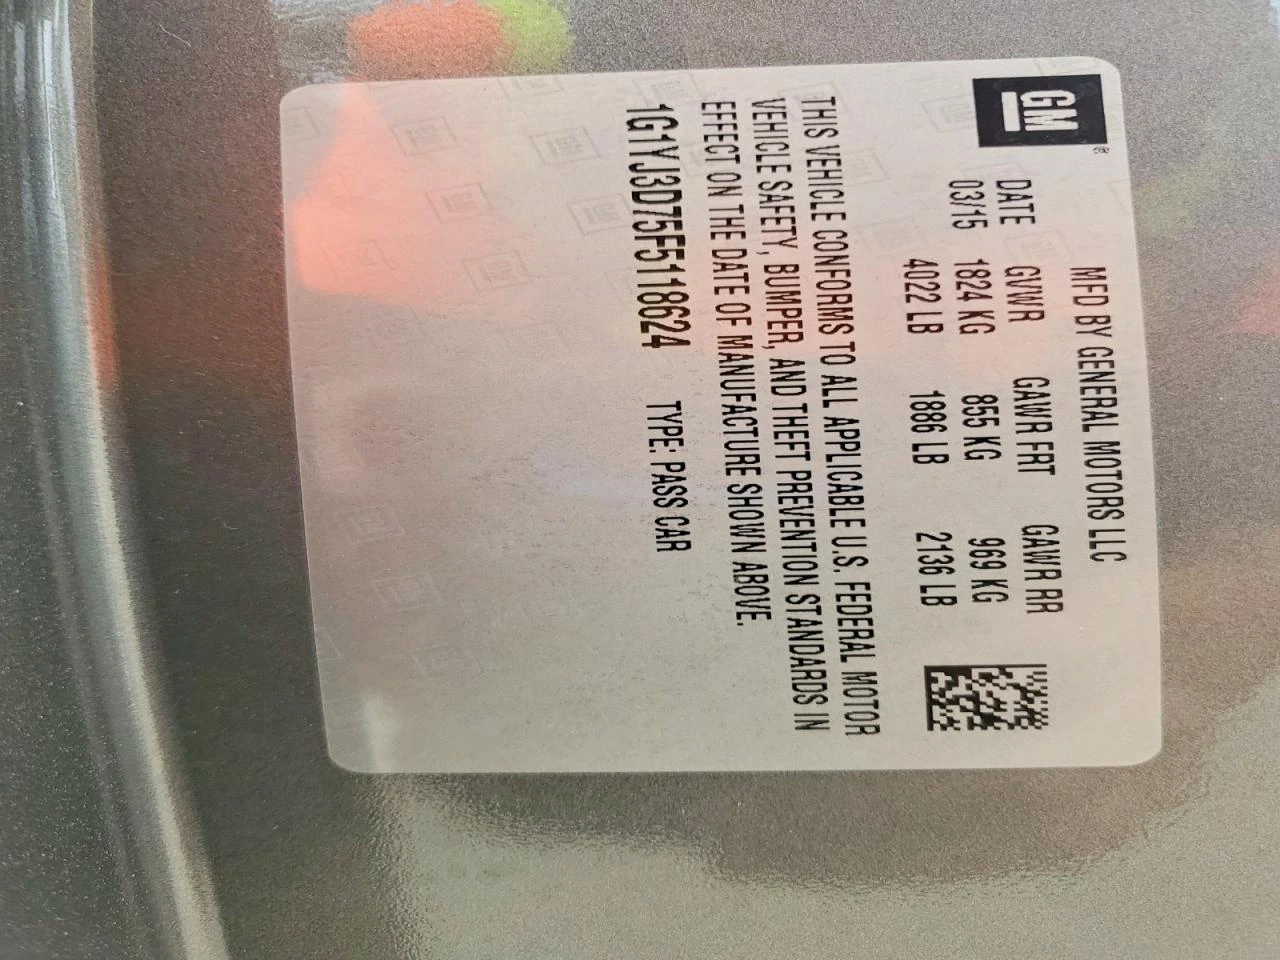 GM®
MFD BY GENERAL MOTORS LLC
DATE GVWR GAWR FRT GAWR RR
03/15 1824 KG 855 KG 969 KG
4022 LB 1886 LB 2136 LB
THIS VEHICLE CONFORMS TO ALL APPLICABLE U.S. FEDERAL MOTOR
VEHICLE SAFETY, BUMPER, AND THEFT PREVENTION STANDARDS IN
EFFECT ON THE DATE OF MANUFACTURE SHOWN ABOVE.
1G1YJ3D75F5118624 TYPE: PASS CAR